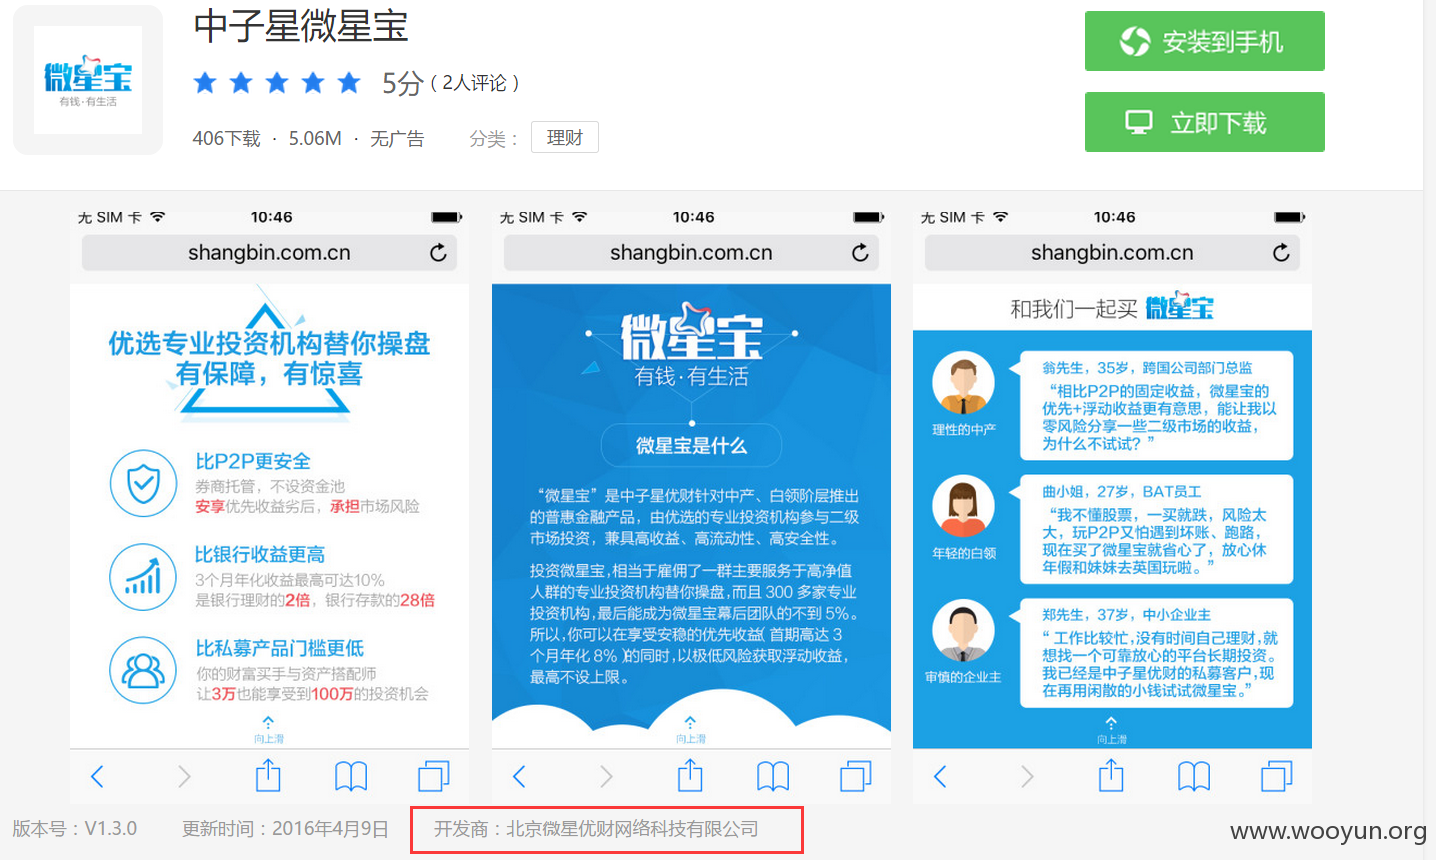 中子星微星宝
微星宝
有钱·有生活
5分（2人评论）
406下载 · 5.06M · 无广告
分类：
理财
安装到手机
立即下载
无 SIM 卡
10:46
shangbin.com.cn
优选专业投资机构替你操盘
有保障，有惊喜
比P2P更安全
券商托管，不设资金池
安享优先收益劣后，承担市场风险
比银行收益更高
3个月年化收益最高可达10%
是银行理财的2倍，银行存款的28倍
比私募产品门槛更低
你的财富买手与资产搭配师
让3万也能享受到100万的投资机会
向上滑
无 SIM 卡
10:46
shangbin.com.cn
微星宝
有钱·有生活
微星宝是什么
“微星宝”是中子星优财针对中产、白领阶层推出
的普惠金融产品，由优选的专业投资机构参与二级
市场投资，兼具高收益、高流动性、高安全性。
投资微星宝，相当于雇佣了一群主要服务于高净值
人群的专业投资机构替你操盘，而且 300 多家专业
投资机构，最后能成为微星宝幕后团队的不到 5%。
所以，你可以在享受安稳的优先收益( 首期高达 3
个月年化 8% )的同时，以极低风险获取浮动收益，
最高不设上限。
向上滑
无 SIM 卡
10:46
shangbin.com.cn
和我们一起买 微星宝
理性的中产
翁先生，35岁，跨国公司部门总监
“相比P2P的固定收益，微星宝的
优先+浮动收益更有意思，能让我以
零风险分享一些二级市场的收益，
为什么不试试？”
年轻的白领
曲小姐，27岁，BAT员工
“我不懂股票，一买就跌，风险太
大，玩P2P又怕遇到坏账、跑路，
现在买了微星宝就省心了，放心休
年假和妹妹去英国玩啦。”
审慎的企业主
郑先生，37岁，中小企业主
“ 工作比较忙，没有时间自己理财，就
想找一个可靠放心的平台长期投资。
我已经是中子星优财的私募客户，现
在再用闲散的小钱试试微星宝。”
向上滑
版本号：V1.3.0
更新时间：2016年4月9日
开发商：北京微星优财网络科技有限公司
www.wooyun.org